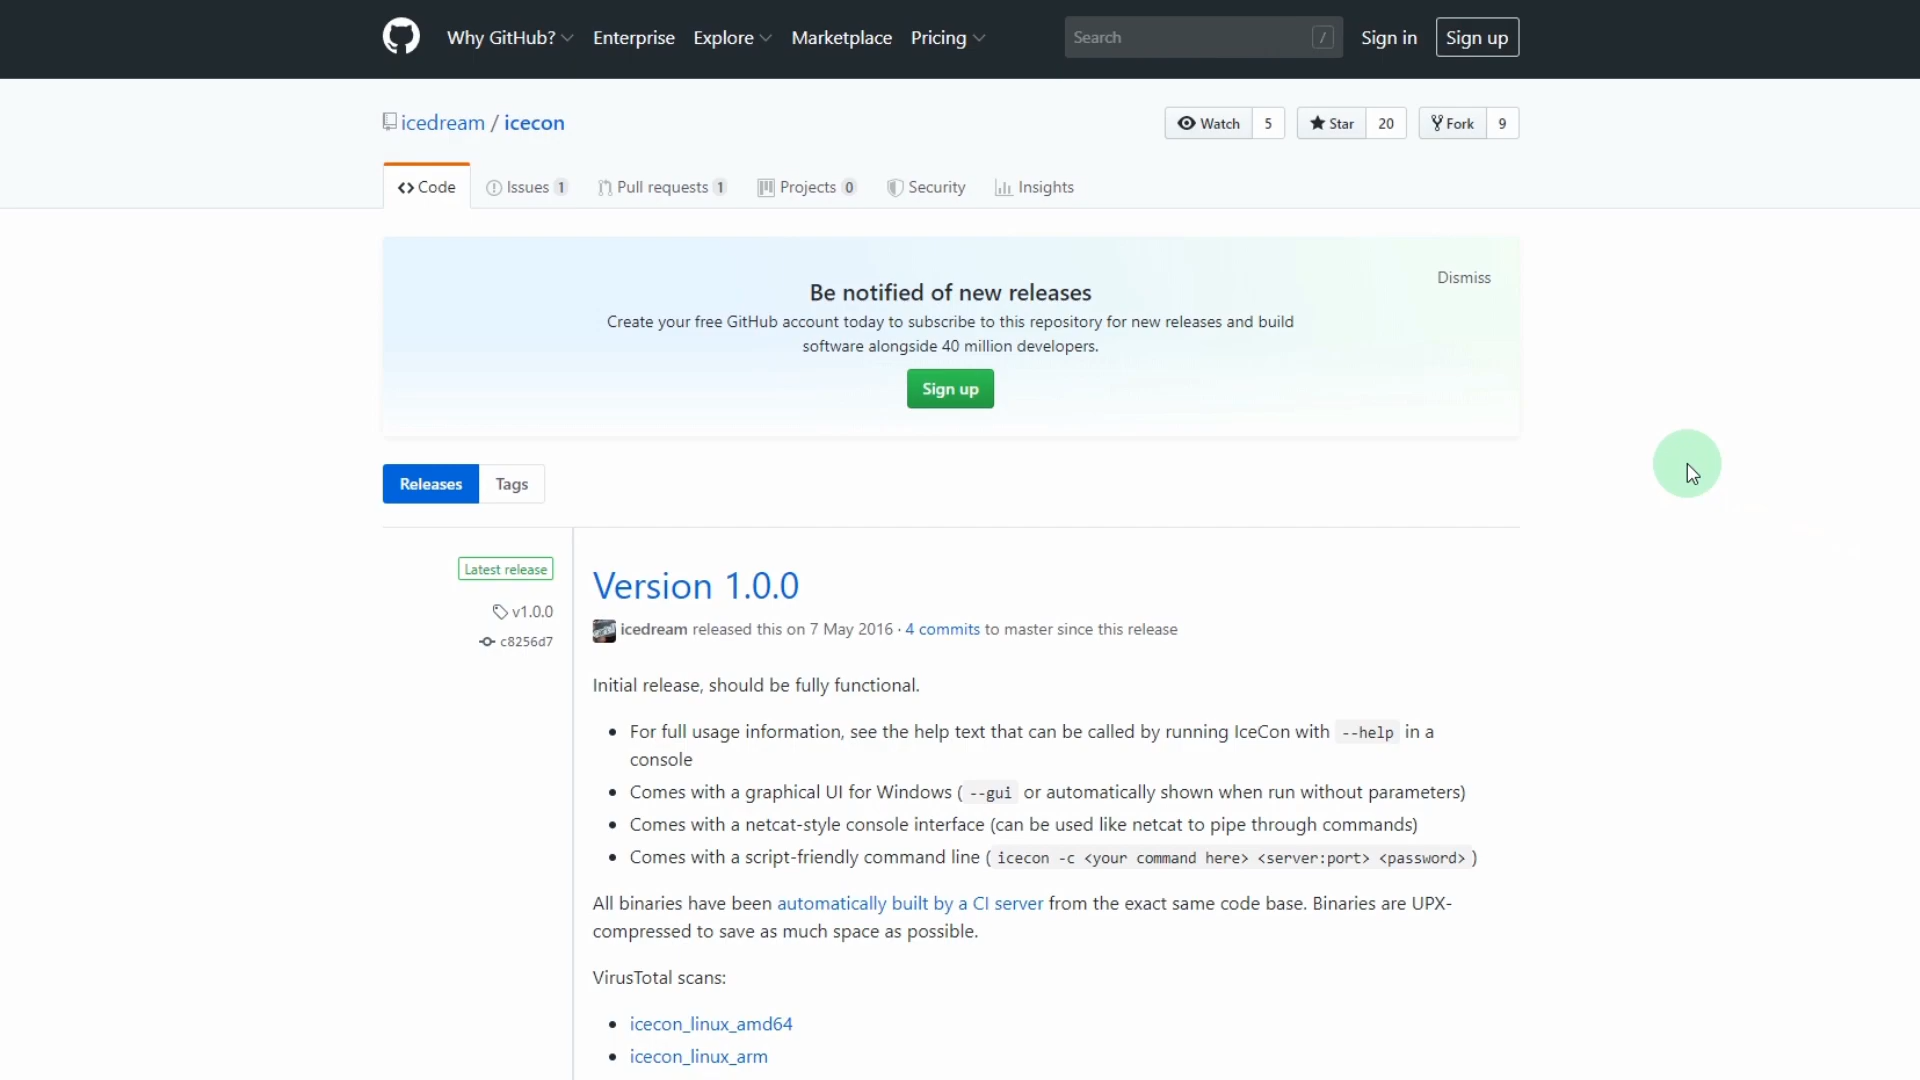 Why GitHub? Enterprise Explore Marketplace Pricing Search / Sign in Sign up
icedream / icecon Watch 5 Star 20 Fork 9
Code Issues 1 Pull requests 1 Projects 0 Security Insights
Dismiss
Be notified of new releases
Create your free GitHub account today to subscribe to this repository for new releases and build
software alongside 40 million developers.
Sign up
Releases Tags
Latest release
v1.0.0
c8256d7
Version 1.0.0
icedream released this on 7 May 2016 · 4 commits to master since this release
Initial release, should be fully functional.
• For full usage information, see the help text that can be called by running IceCon with --help in a
console
• Comes with a graphical UI for Windows ( --gui or automatically shown when run without parameters)
• Comes with a netcat-style console interface (can be used like netcat to pipe through commands)
• Comes with a script-friendly command line ( icecon -c <your command here> <server:port> <password> )
All binaries have been automatically built by a CI server from the exact same code base. Binaries are UPX-
compressed to save as much space as possible.
VirusTotal scans:
• icecon_linux_amd64
• icecon_linux_arm